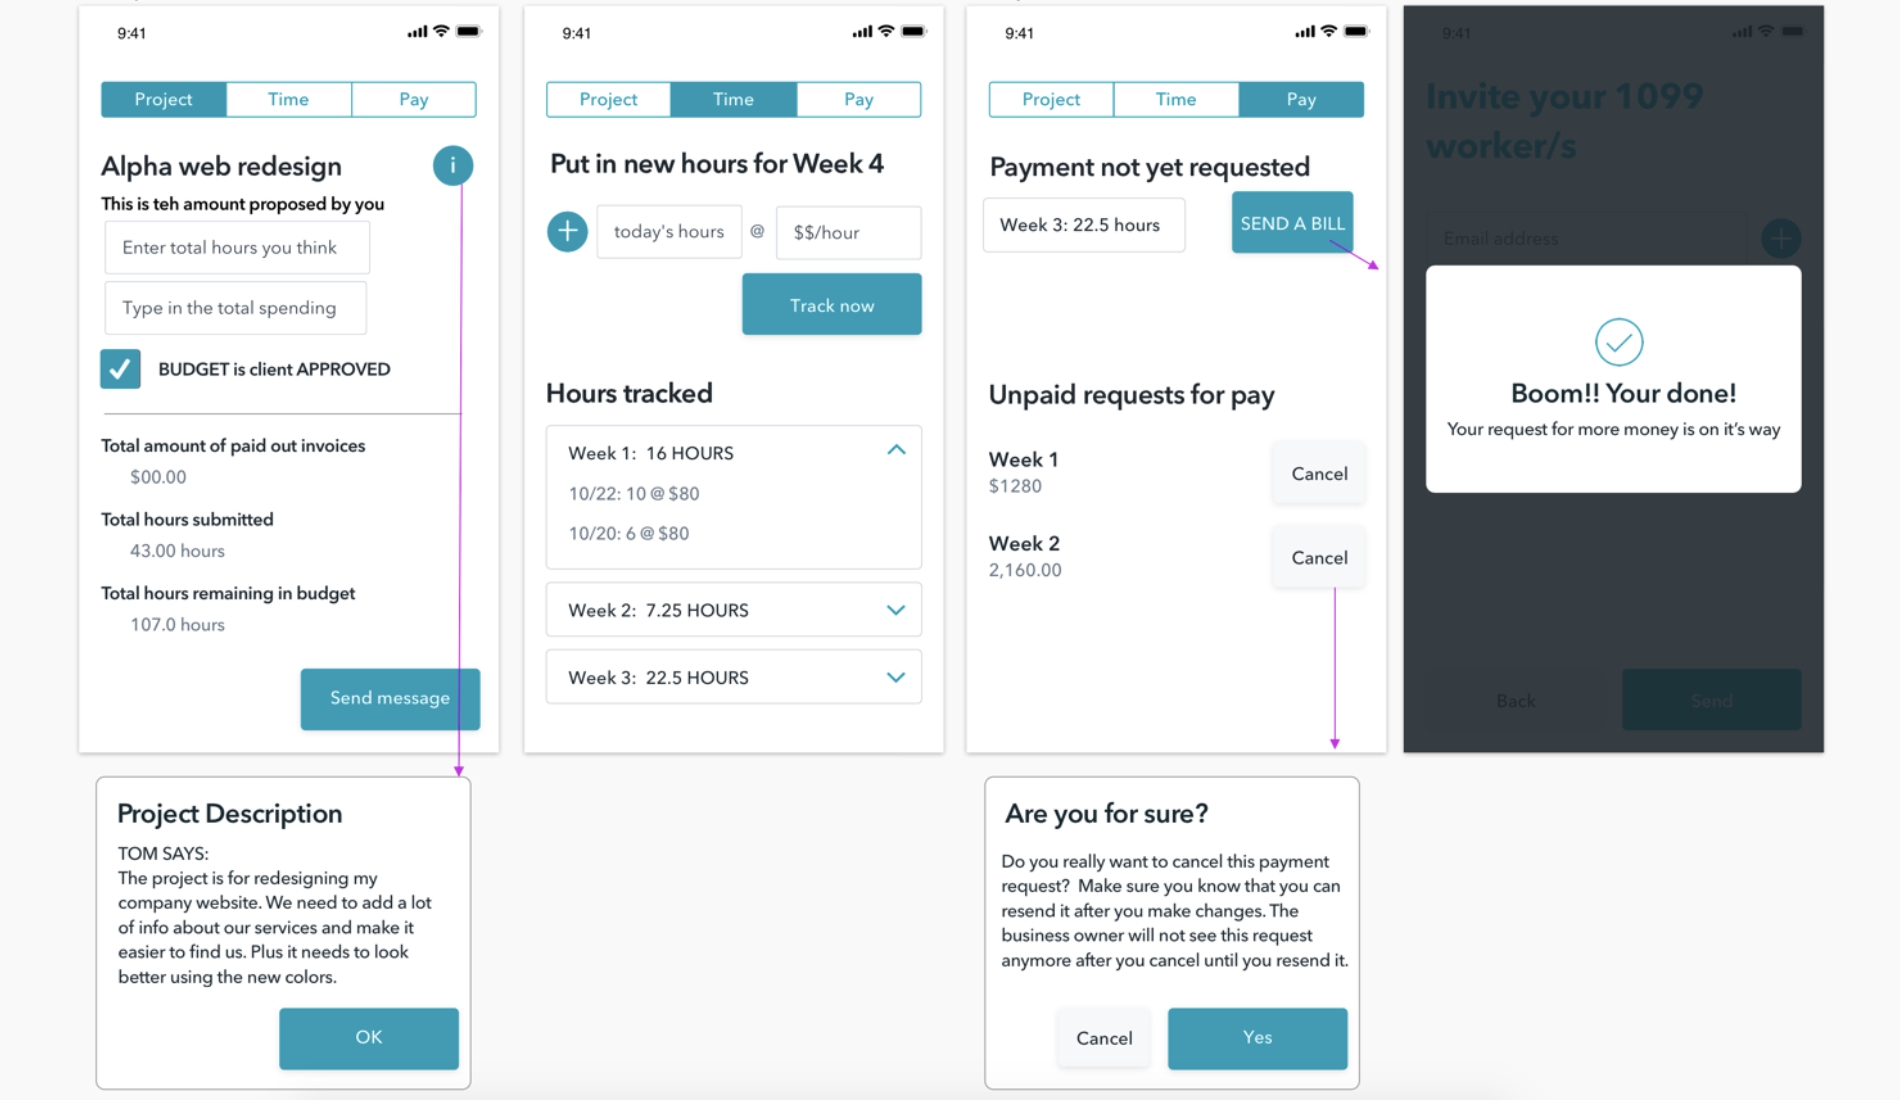 9:41
Project
Time
Pay
Alpha web redesign
i
This is teh amount proposed by you
Enter total hours you think
Type in the total spending
BUDGET is client APPROVED
Total amount of paid out invoices
$00.00
Total hours submitted
43.00 hours
Total hours remaining in budget
107.0 hours
Send message
Project Description
TOM SAYS:
The project is for redesigning my
company website. We need to add a lot
of info about our services and make it
easier to find us. Plus it needs to look
better using the new colors.
OK
9:41
Project
Time
Pay
Put in new hours for Week 4
today's hours
@
$$/hour
Track now
Hours tracked
Week 1: 16 HOURS
10/22: 10 @ $80
10/20: 6 @ $80
Week 2: 7.25 HOURS
Week 3: 22.5 HOURS
9:41
Project
Time
Pay
Payment not yet requested
Week 3: 22.5 hours
SEND A BILL
Unpaid requests for pay
Week 1
$1280
Cancel
Week 2
2,160.00
Cancel
Are you for sure?
Do you really want to cancel this payment
request? Make sure you know that you can
resend it after you make changes. The
business owner will not see this request
anymore after you cancel until you resend it.
Cancel
Yes
9:41
Invite your 1099
worker/s
Email address
Boom!! Your done!
Your request for more money is on it's way
Back
Send